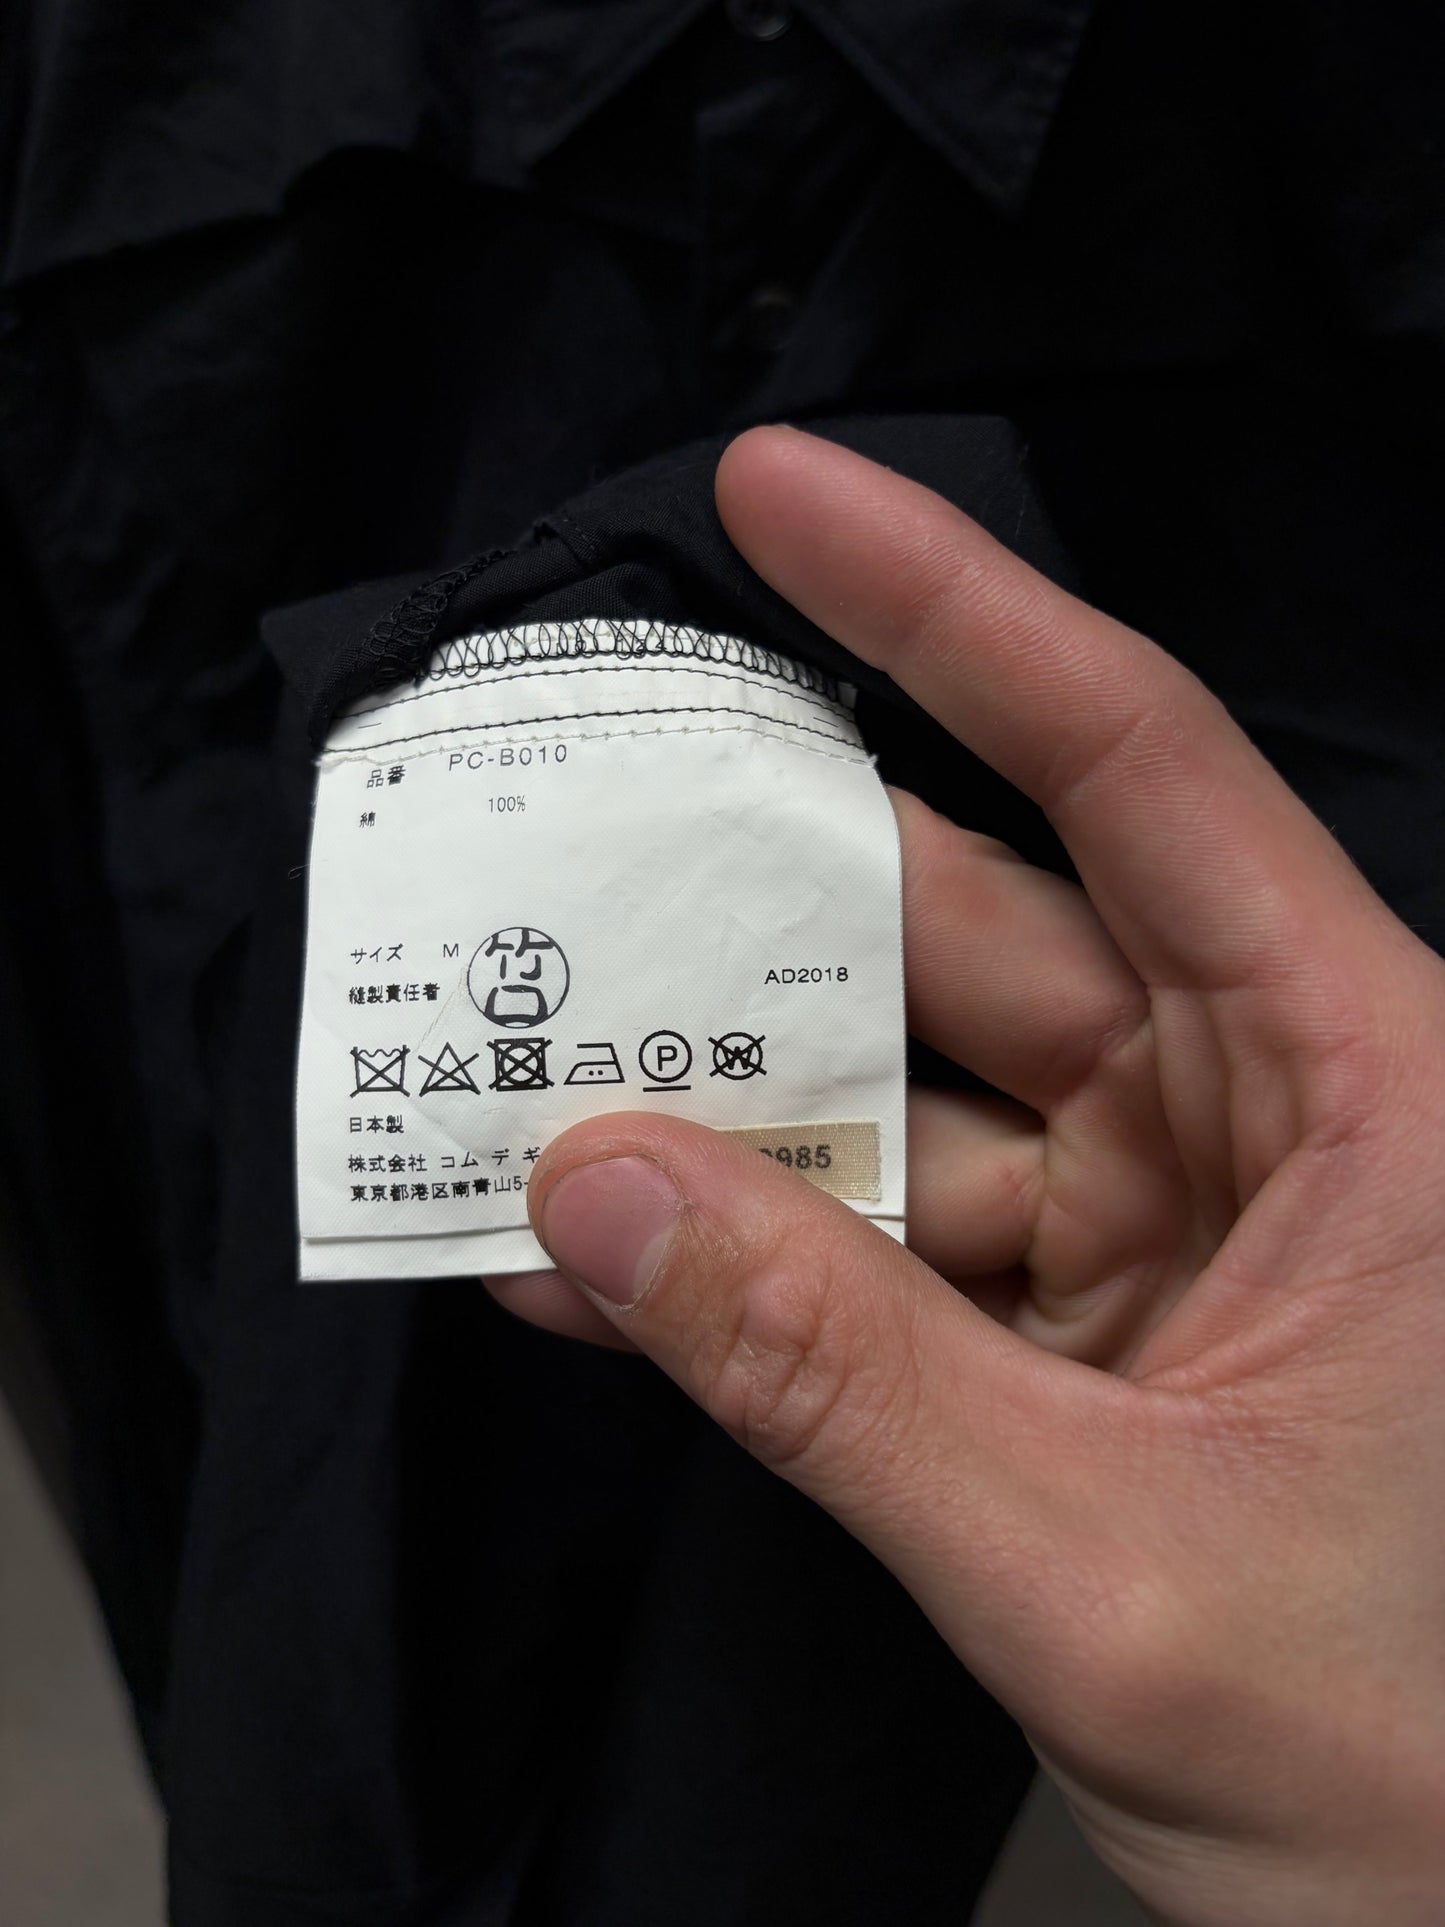 品番 PC-B010
綿 100%
サイズ M
縫製責任者 竹口 AD2018
P W
日本製
株式会社 コム デ ギ
985
東京都港区南青山5-